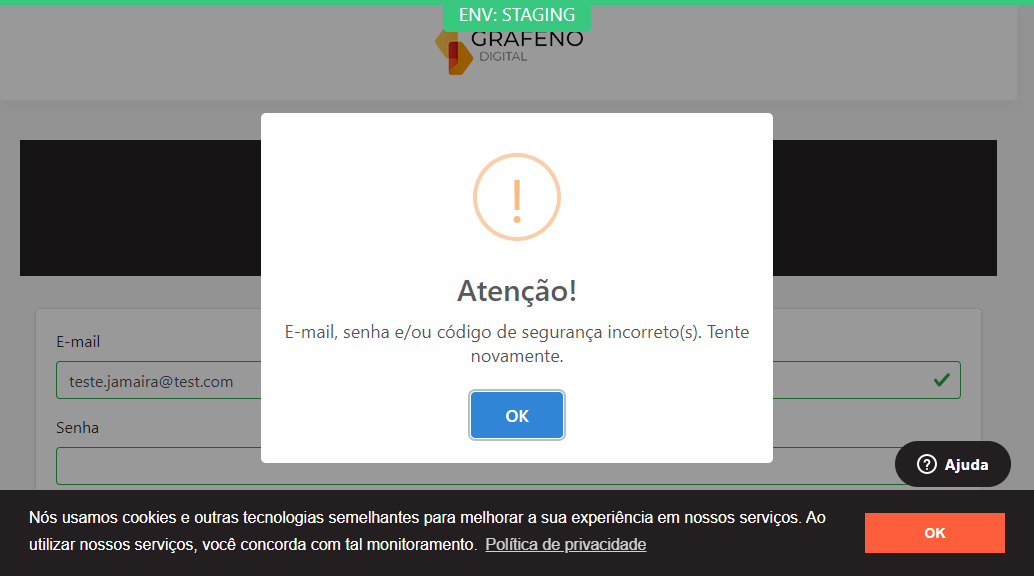 ENV: STAGING
GRAFENO
DIGITAL
!
Atenção!
E-mail, senha e/ou código de segurança incorreto(s). Tente
novamente.
OK
E-mail
teste.jamaira@test.com
Senha
? Ajuda
Nós usamos cookies e outras tecnologias semelhantes para melhorar a sua experiência em nossos serviços. Ao
utilizar nossos serviços, você concorda com tal monitoramento. Política de privacidade
OK